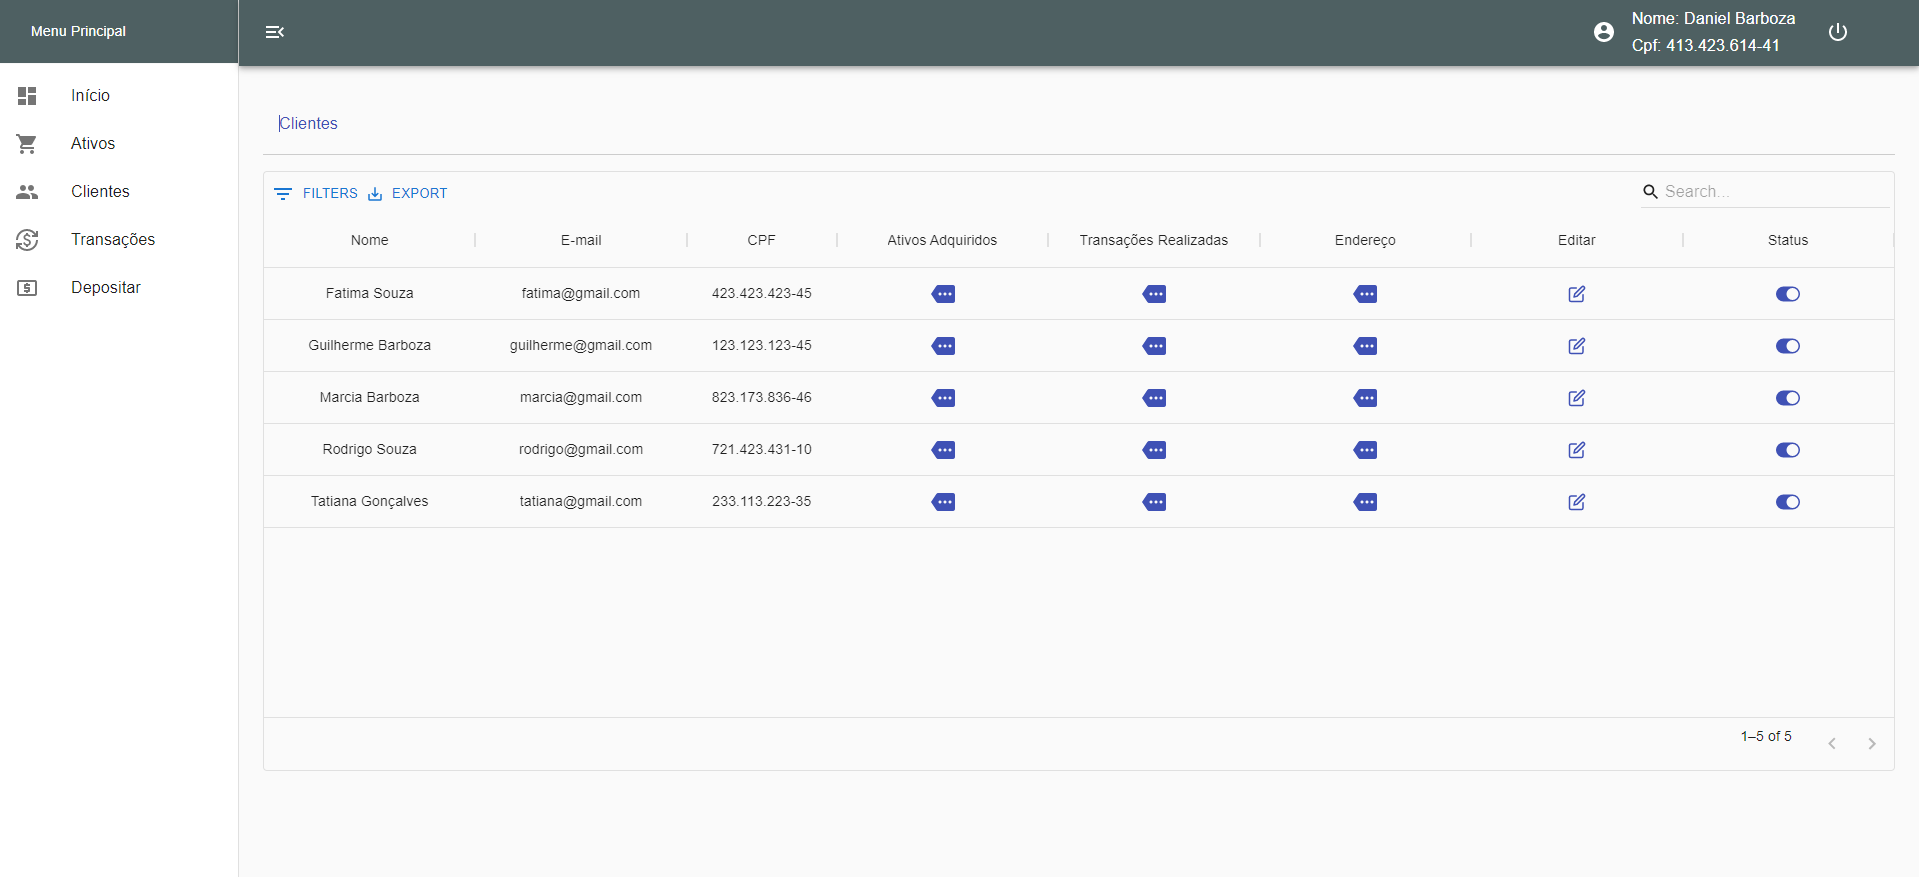 Menu Principal
Nome: Daniel Barboza
Cpf: 413.423.614-41
Início
Ativos
Clientes
Transações
Depositar
Clientes
FILTERS EXPORT Search...
Nome E-mail CPF Ativos Adquiridos Transações Realizadas Endereço Editar Status
Fatima Souza fatima@gmail.com 423.423.423-45
Guilherme Barboza guilherme@gmail.com 123.123.123-45
Marcia Barboza marcia@gmail.com 823.173.836-46
Rodrigo Souza rodrigo@gmail.com 721.423.431-10
Tatiana Gonçalves tatiana@gmail.com 233.113.223-35
1–5 of 5